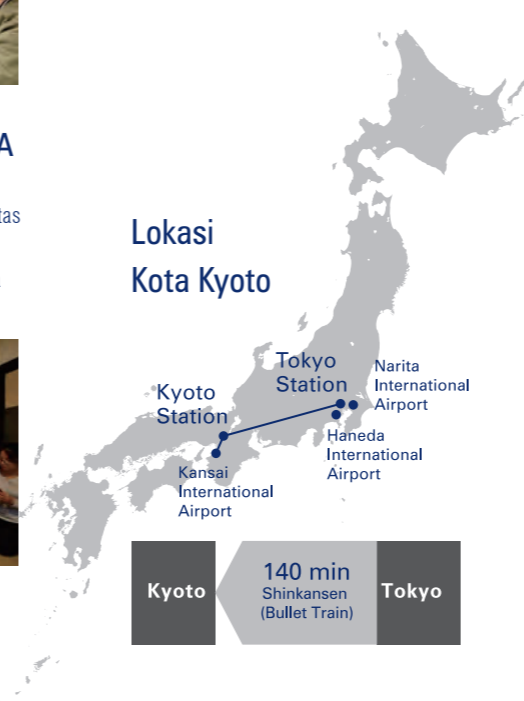 A
tas
Lokasi
Kota Kyoto
Tokyo
Station
Narita
International
Airport
Kyoto
Station
Haneda
International
Airport
Kansai
International
Airport
Kyoto
140 min
Shinkansen
(Bullet Train)
Tokyo